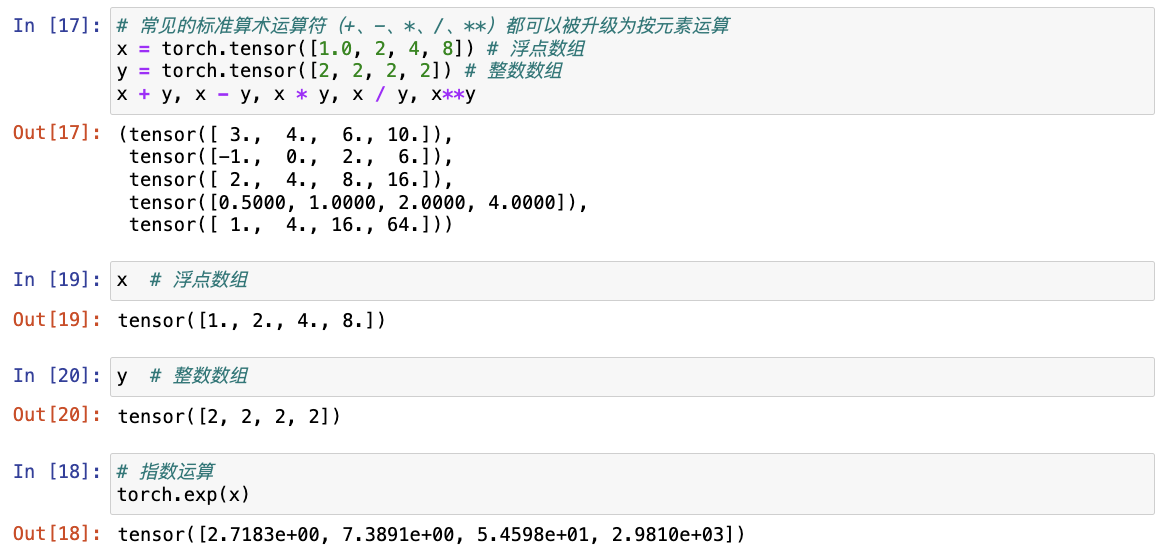 In [17]: # 常见的标准算术运算符（+、-、*、/、**）都可以被升级为按元素运算
x = torch.tensor([1.0, 2, 4, 8]) # 浮点数组
y = torch.tensor([2, 2, 2, 2]) # 整数数组
x + y, x - y, x * y, x / y, x**y
Out[17]: (tensor([ 3.,  4.,  6., 10.]),
 tensor([-1.,  0.,  2.,  6.]),
 tensor([ 2.,  4.,  8., 16.]),
 tensor([0.5000, 1.0000, 2.0000, 4.0000]),
 tensor([ 1.,  4., 16., 64.]))
In [19]: x  # 浮点数组
Out[19]: tensor([1., 2., 4., 8.])
In [20]: y  # 整数数组
Out[20]: tensor([2, 2, 2, 2])
In [18]: # 指数运算
torch.exp(x)
Out[18]: tensor([2.7183e+00, 7.3891e+00, 5.4598e+01, 2.9810e+03])